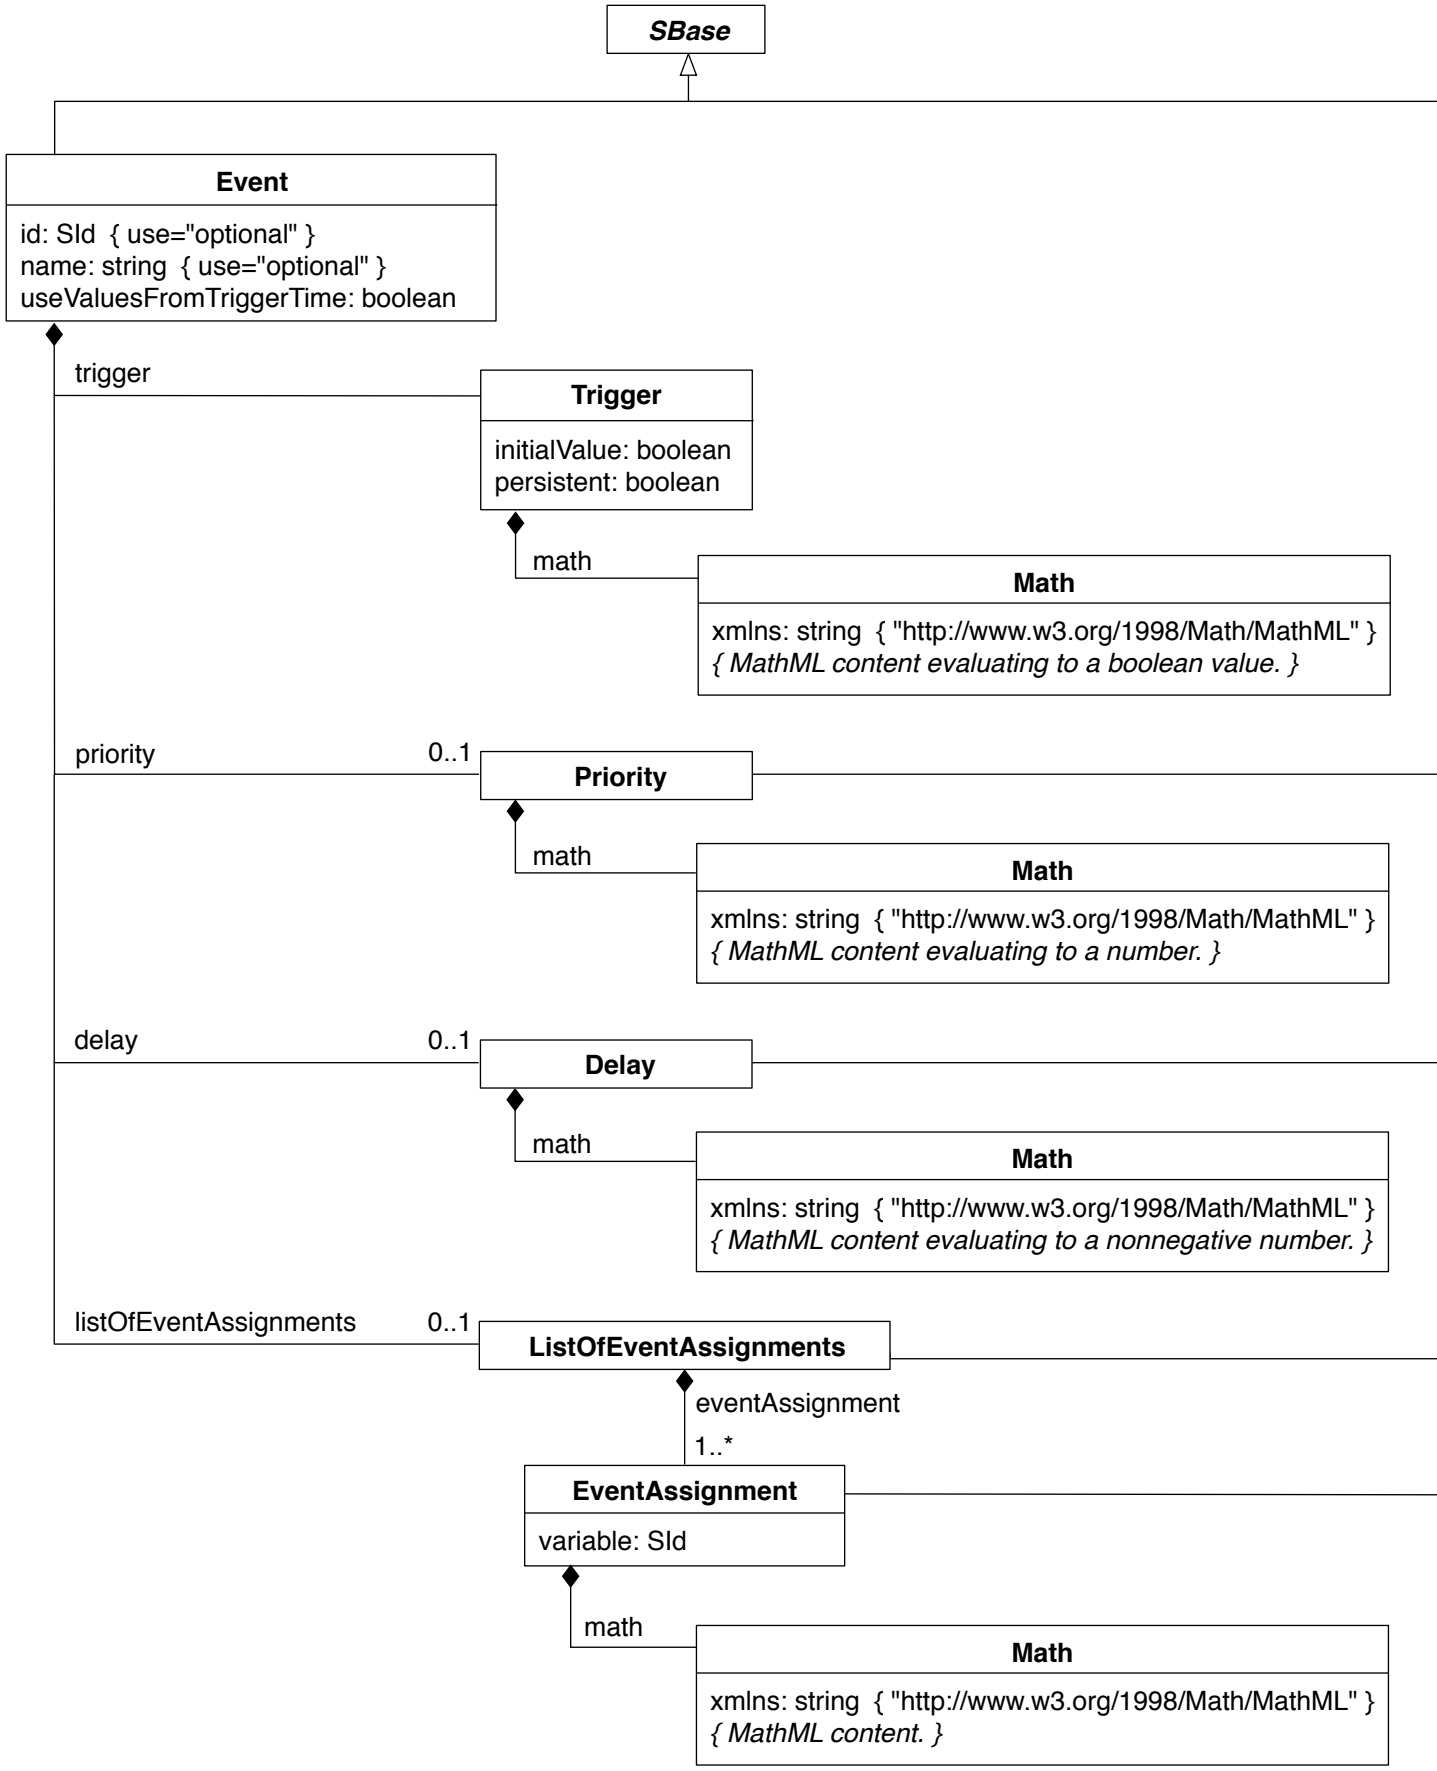 SBase
Event
id: SId { use="optional" }
name: string { use="optional" }
useValuesFromTriggerTime: boolean
trigger
Trigger
initialValue: boolean
persistent: boolean
math
Math
xmlns: string { "http://www.w3.org/1998/Math/MathML" }
{ MathML content evaluating to a boolean value. }
priority
0..1
Priority
math
Math
xmlns: string { "http://www.w3.org/1998/Math/MathML" }
{ MathML content evaluating to a number. }
delay
0..1
Delay
math
Math
xmlns: string { "http://www.w3.org/1998/Math/MathML" }
{ MathML content evaluating to a nonnegative number. }
listOfEventAssignments
0..1
ListOfEventAssignments
eventAssignment
1..*
EventAssignment
variable: SId
math
Math
xmlns: string { "http://www.w3.org/1998/Math/MathML" }
{ MathML content. }